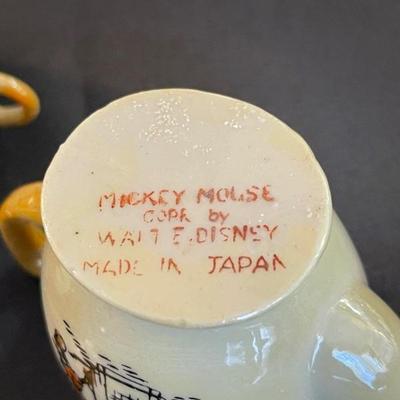 MICKEY MOUSE
COPR by
WALT E. DISNEY
MADE IN JAPAN